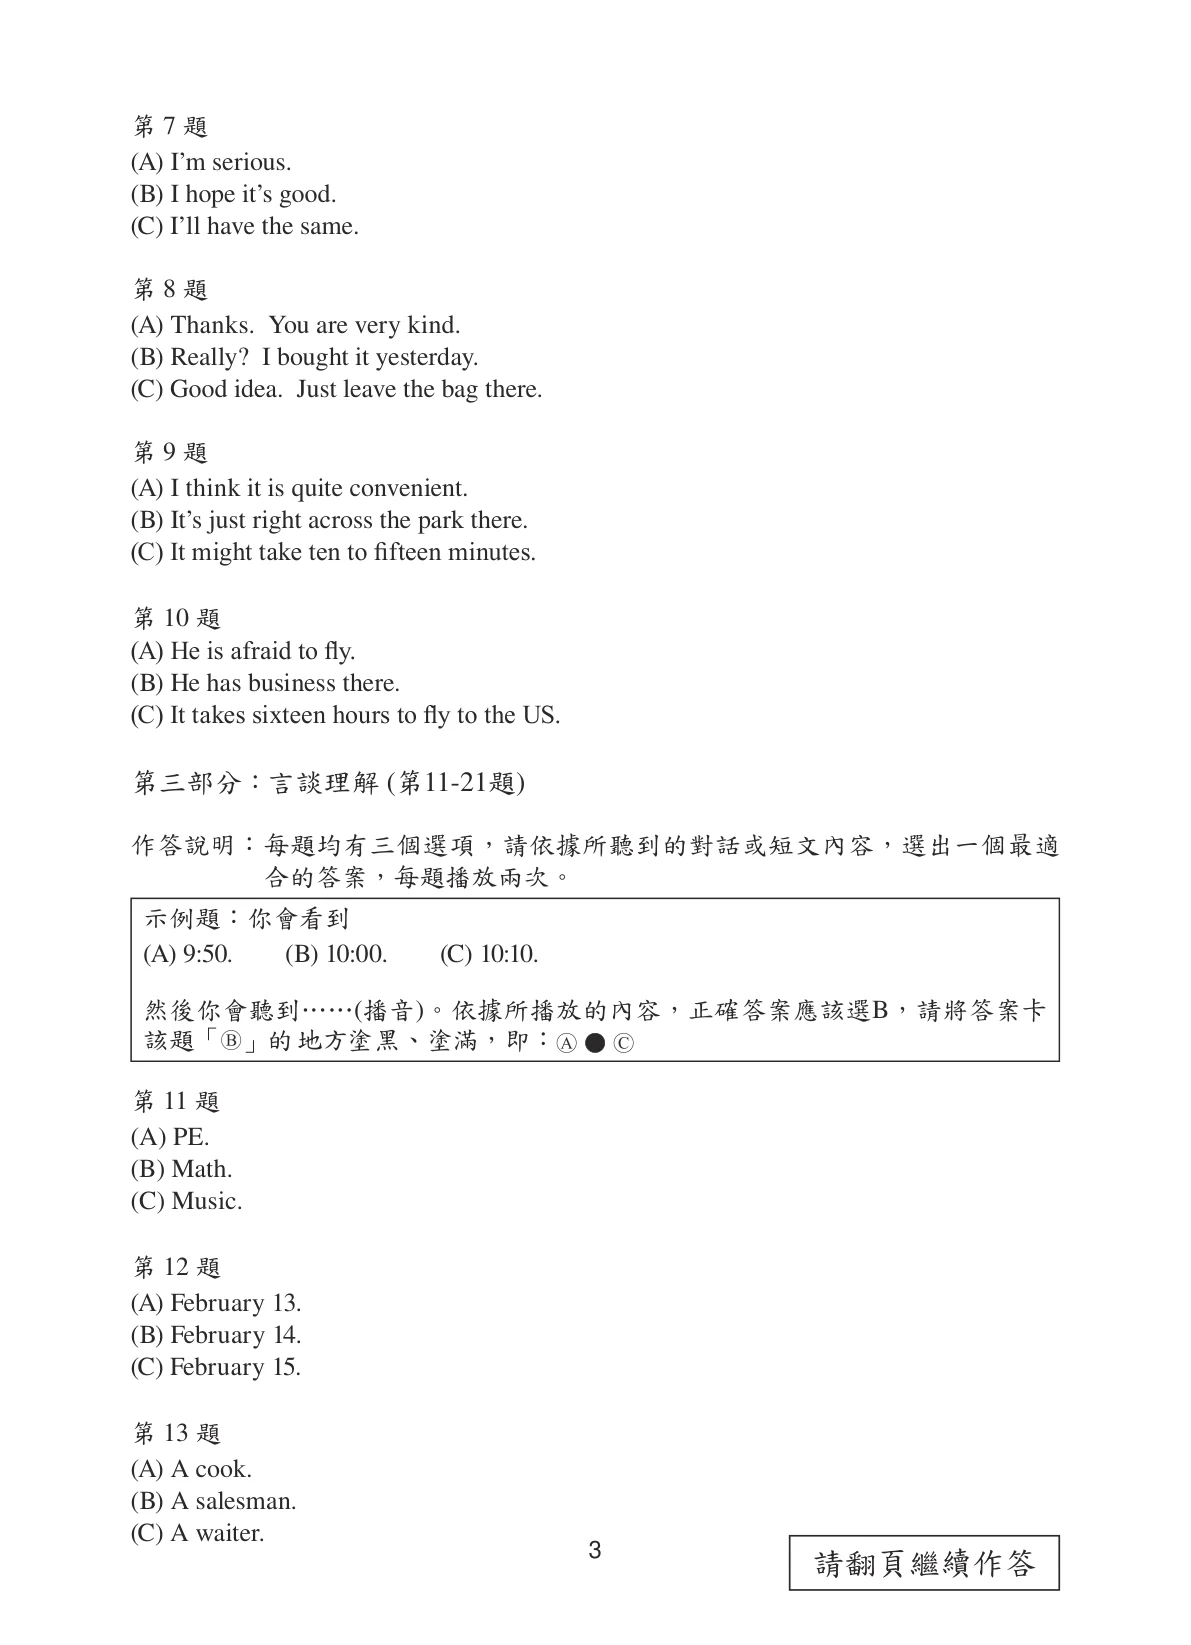 第 7 題
(A) I’m serious.
(B) I hope it’s good.
(C) I’ll have the same.
第 8 題
(A) Thanks.  You are very kind.
(B) Really?  I bought it yesterday.
(C) Good idea.  Just leave the bag there.
第 9 題
(A) I think it is quite convenient.
(B) It’s just right across the park there.
(C) It might take ten to fifteen minutes.
第 10 題
(A) He is afraid to fly.
(B) He has business there.
(C) It takes sixteen hours to fly to the US.
第三部分：言談理解 (第11-21題)
作答說明：每題均有三個選項，請依據所聽到的對話或短文內容，選出一個最適
合的答案，每題播放兩次。
示例題：你會看到
(A) 9:50.  (B) 10:00.  (C) 10:10.
然後你會聽到⋯⋯(播音)。依據所播放的內容，正確答案應該選B，請將答案卡
該題「Ⓑ」的地方塗黑、塗滿，即：Ⓐ ● Ⓒ
第 11 題
(A) PE.
(B) Math.
(C) Music.
第 12 題
(A) February 13.
(B) February 14.
(C) February 15.
第 13 題
(A) A cook.
(B) A salesman.
(C) A waiter.
3
請翻頁繼續作答